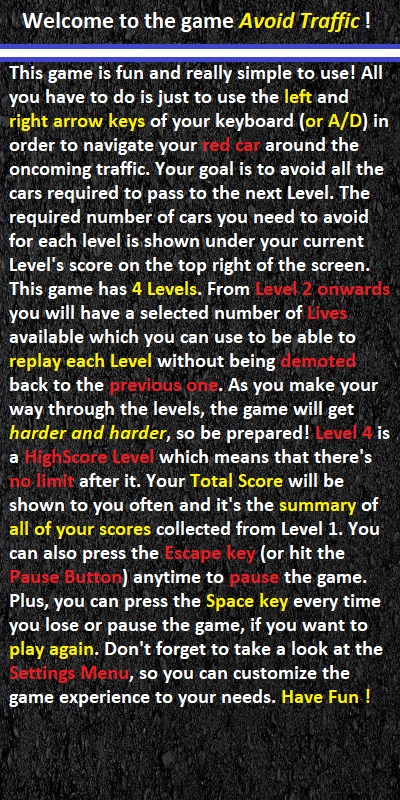 Welcome to the game Avoid Traffic !
This game is fun and really simple to use! All
you have to do is just to use the left and
right arrow keys of your keyboard (or A/D) in
order to navigate your red car around the
oncoming traffic. Your goal is to avoid all the
cars required to pass to the next Level. The
required number of cars you need to avoid
for each level is shown under your current
Level's score on the top right of the screen.
This game has 4 Levels. From Level 2 onwards
you will have a selected number of Lives
available which you can use to be able to
replay each Level without being demoted
back to the previous one. As you make your
way through the levels, the game will get
harder and harder, so be prepared! Level 4 is
a HighScore Level which means that there's
no limit after it. Your Total Score will be
shown to you often and it's the summary of
all of your scores collected from Level 1. You
can also press the Escape key (or hit the
Pause Button) anytime to pause the game.
Plus, you can press the Space key every time
you lose or pause the game, if you want to
play again. Don't forget to take a look at the
Settings Menu, so you can customize the
game experience to your needs. Have Fun !